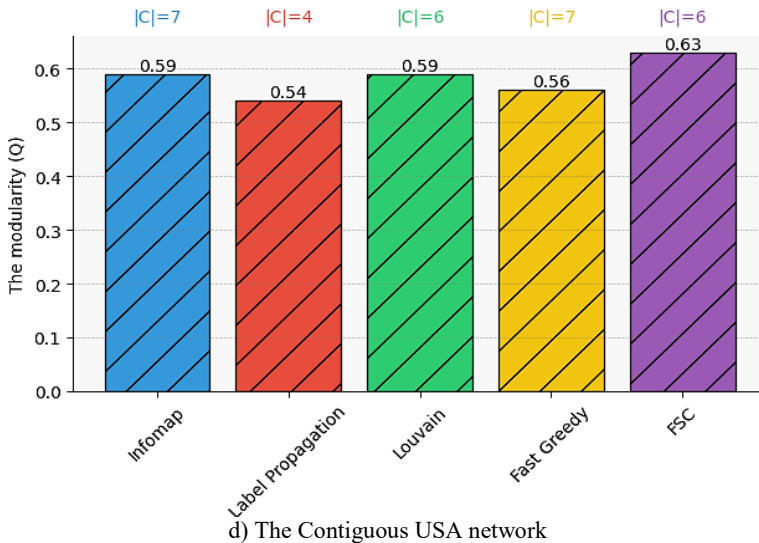 |C|=7 |C|=4 |C|=6 |C|=7 |C|=6
The modularity (Q)
0.6
0.5
0.4
0.3
0.2
0.1
0.0
0.59 0.54 0.59 0.56 0.63
Infomap Label Propagation Louvain Fast Greedy FSC
d) The Contiguous USA network